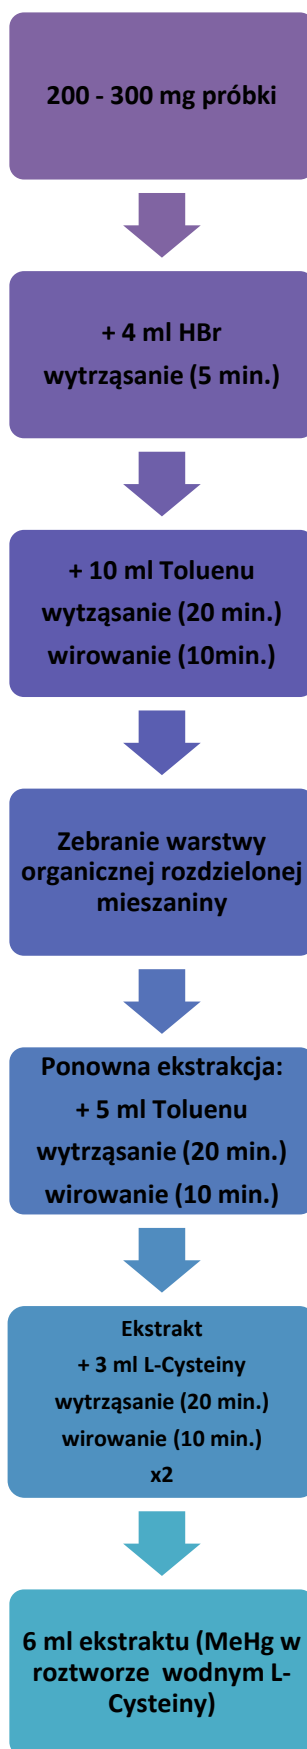 200 - 300 mg próbki
+ 4 ml HBr
wytrząsanie (5 min.)
+ 10 ml Toluenu
wytząsanie (20 min.)
wirowanie (10min.)
Zebranie warstwy
organicznej rozdzielonej
mieszaniny
Ponowna ekstrakcja:
+ 5 ml Toluenu
wytrząsanie (20 min.)
wirowanie (10 min.)
Ekstrakt
+ 3 ml L-Cysteiny
wytrząsanie (20 min.)
wirowanie (10 min.)
x2
6 ml ekstraktu (MeHg w
roztworze wodnym L-
Cysteiny)